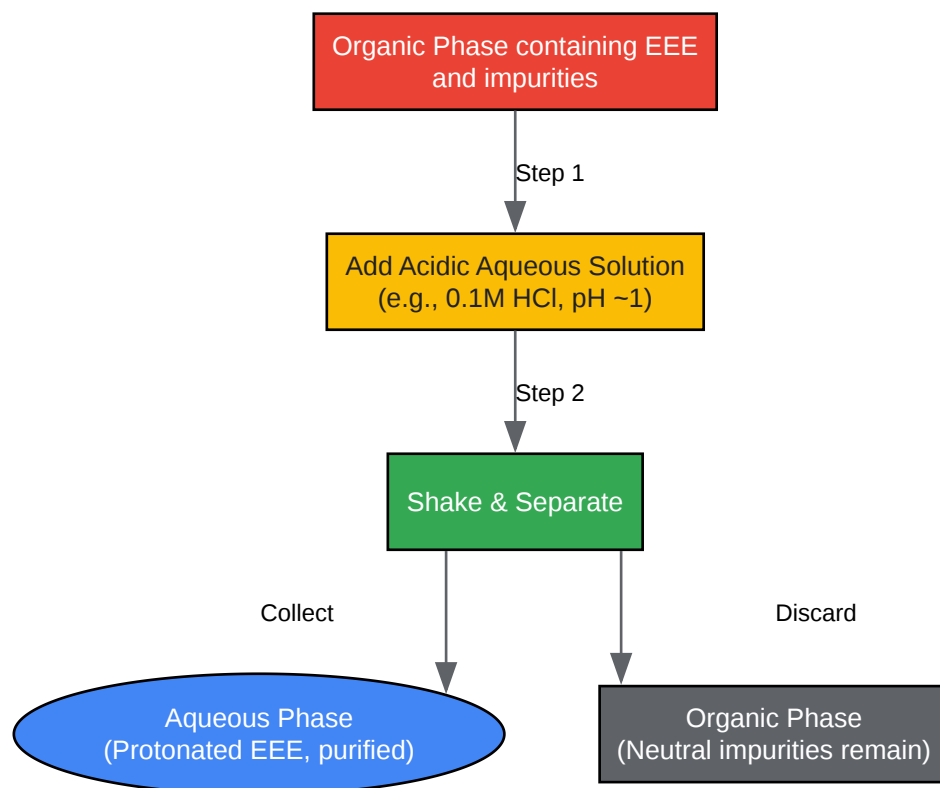 Organic Phase containing EEE
and impurities
Step 1
Add Acidic Aqueous Solution
(e.g., 0.1M HCl, pH ~1)
Step 2
Shake & Separate
Collect
Discard
Aqueous Phase
(Protonated EEE, purified)
Organic Phase
(Neutral impurities remain)